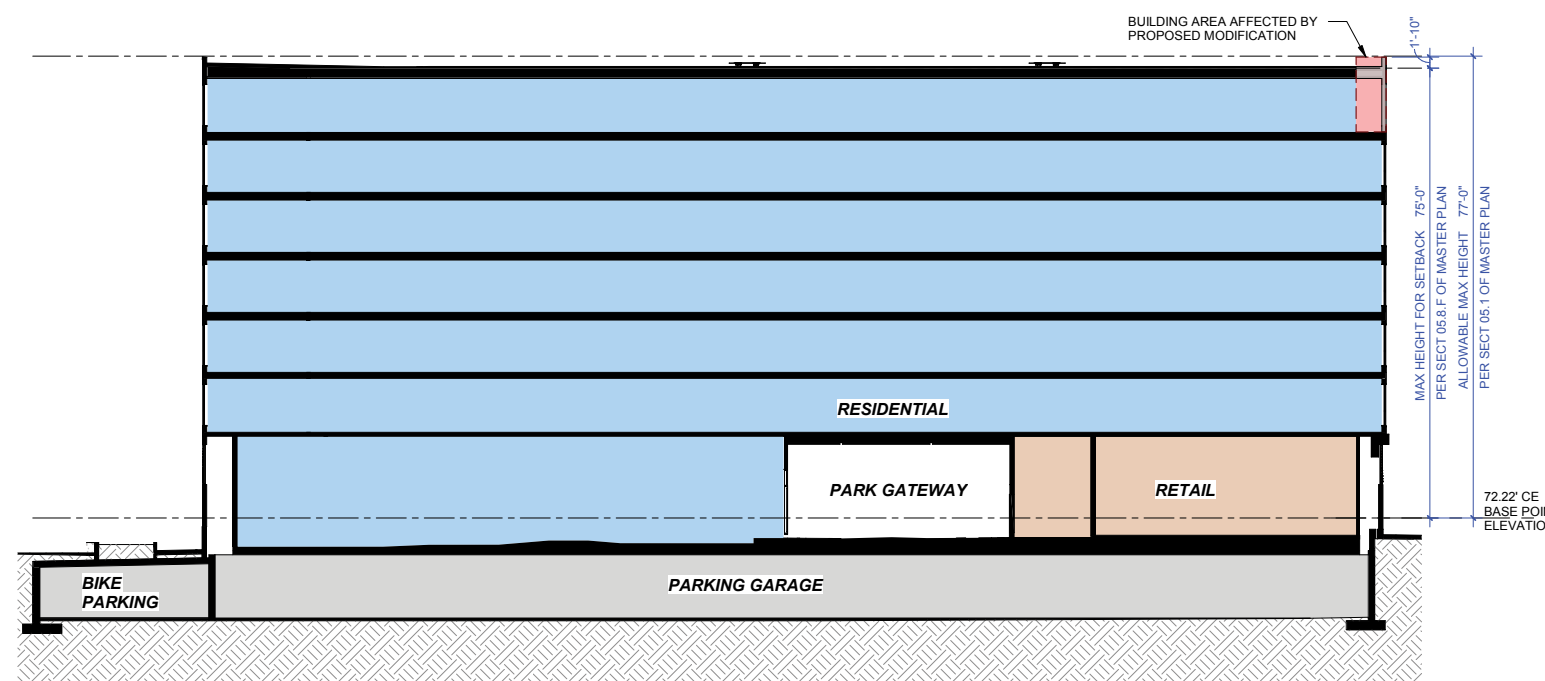 BUILDING AREA AFFECTED BY
PROPOSED MODIFICATION
1'-10"
MAX HEIGHT FOR SETBACK 75'-0"
PER SECT 05.8.F OF MASTER PLAN
ALLOWABLE MAX HEIGHT 77'-0"
PER SECT 05.1 OF MASTER PLAN
RESIDENTIAL
PARK GATEWAY
RETAIL
72.22' CE
BASE POI
ELEVATIO
BIKE
PARKING
PARKING GARAGE